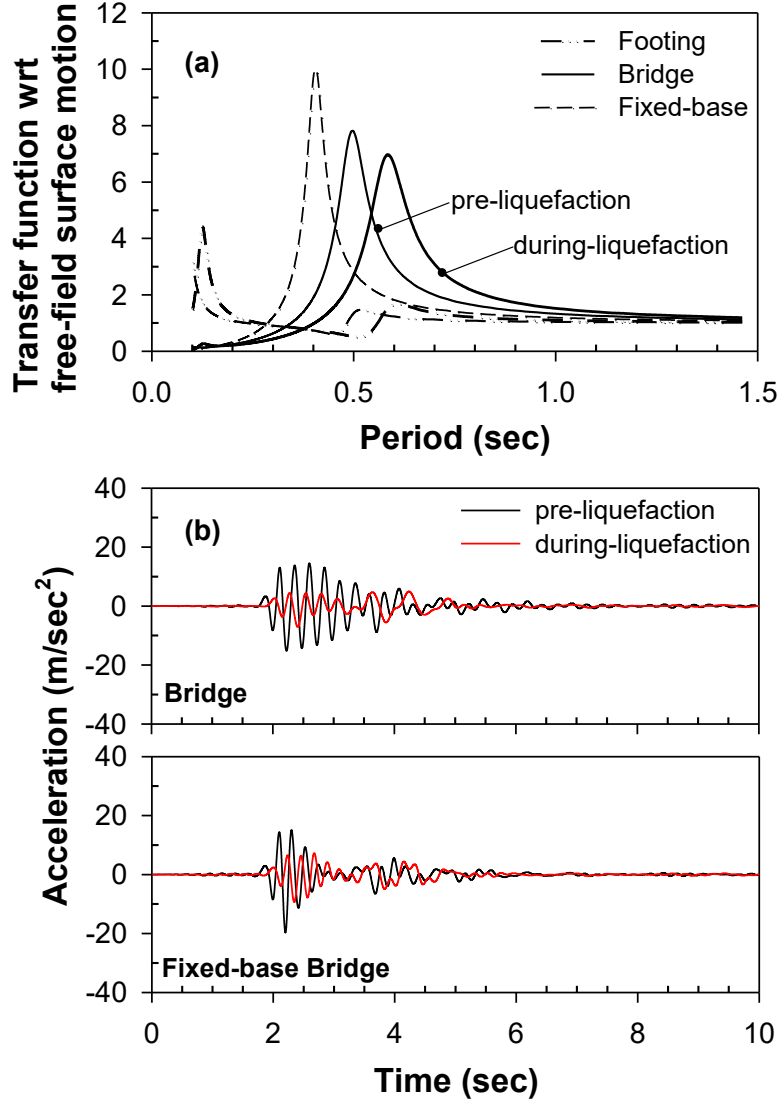 Transfer function wrt
free-field surface motion
12
10
8
6
4
2
0
(a)
Footing
Bridge
Fixed-base
pre-liquefaction
during-liquefaction
0.0 0.5 1.0 1.5
Period (sec)
Acceleration (m/sec²)
40
20
0
-20
-40
(b)
pre-liquefaction
during-liquefaction
Bridge
40
20
0
-20
-40
Fixed-base Bridge
0 2 4 6 8 10
Time (sec)